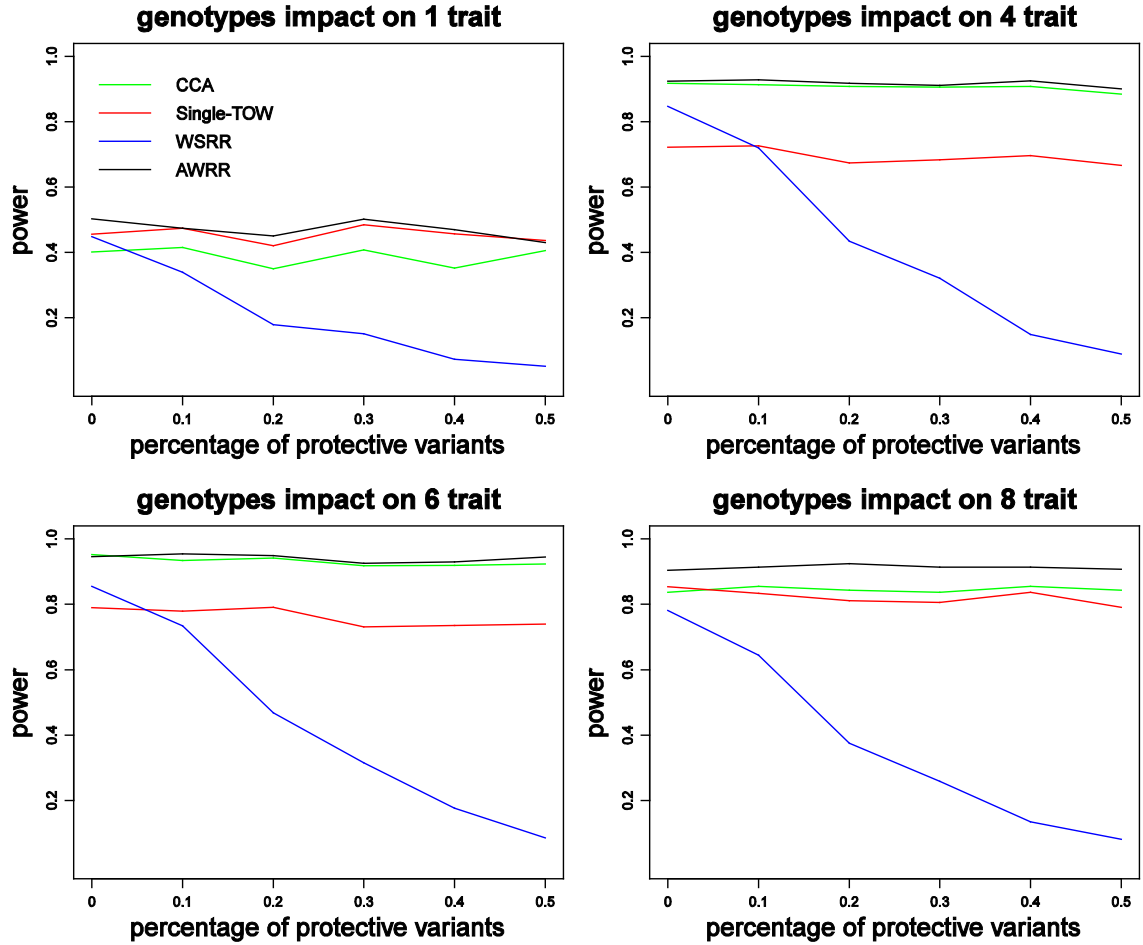 genotypes impact on 1 trait
1.0
0.8
0.6
0.4
0.2
power
CCA
Single-TOW
WSRR
AWRR
0 0.1 0.2 0.3 0.4 0.5
percentage of protective variants
genotypes impact on 4 trait
1.0
0.8
0.6
0.4
0.2
power
0 0.1 0.2 0.3 0.4 0.5
percentage of protective variants
genotypes impact on 6 trait
1.0
0.8
0.6
0.4
0.2
power
0 0.1 0.2 0.3 0.4 0.5
percentage of protective variants
genotypes impact on 8 trait
1.0
0.8
0.6
0.4
0.2
power
0 0.1 0.2 0.3 0.4 0.5
percentage of protective variants